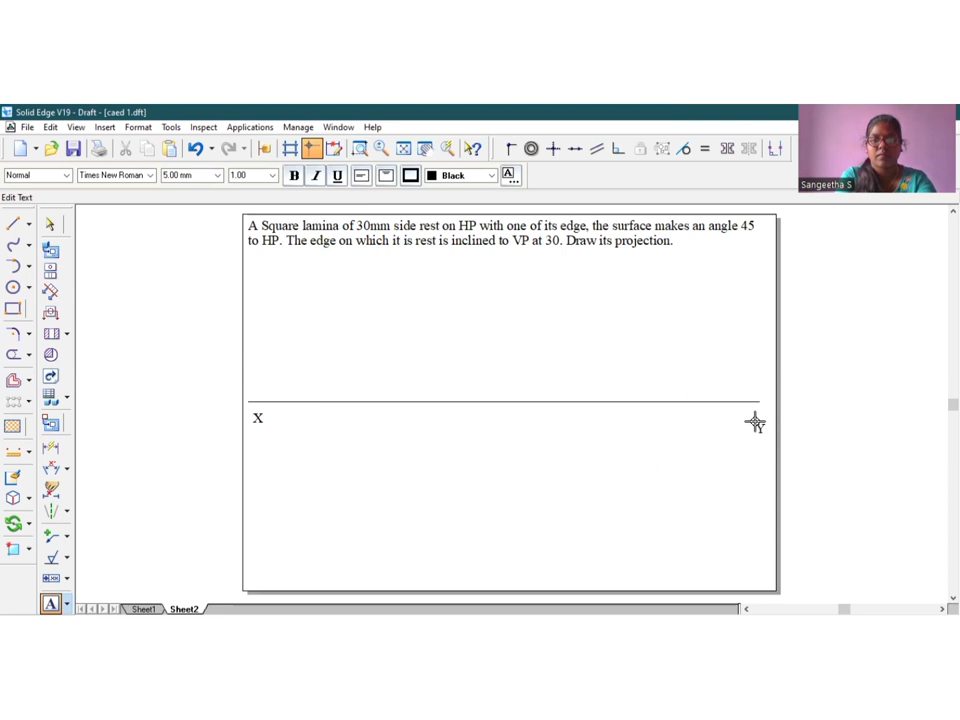 Solid Edge V19 - Draft - [caed 1.dft]
File Edit View Insert Format Tools Inspect Applications Manage Window Help
Normal Times New Roman 5.00 mm 1.00 B I U Black A...
Sangeetha S
Edit Text
A Square lamina of 30mm side rest on HP with one of its edge, the surface makes an angle 45
to HP. The edge on which it is rest is inclined to VP at 30. Draw its projection.
X Y
A Sheet1 Sheet2